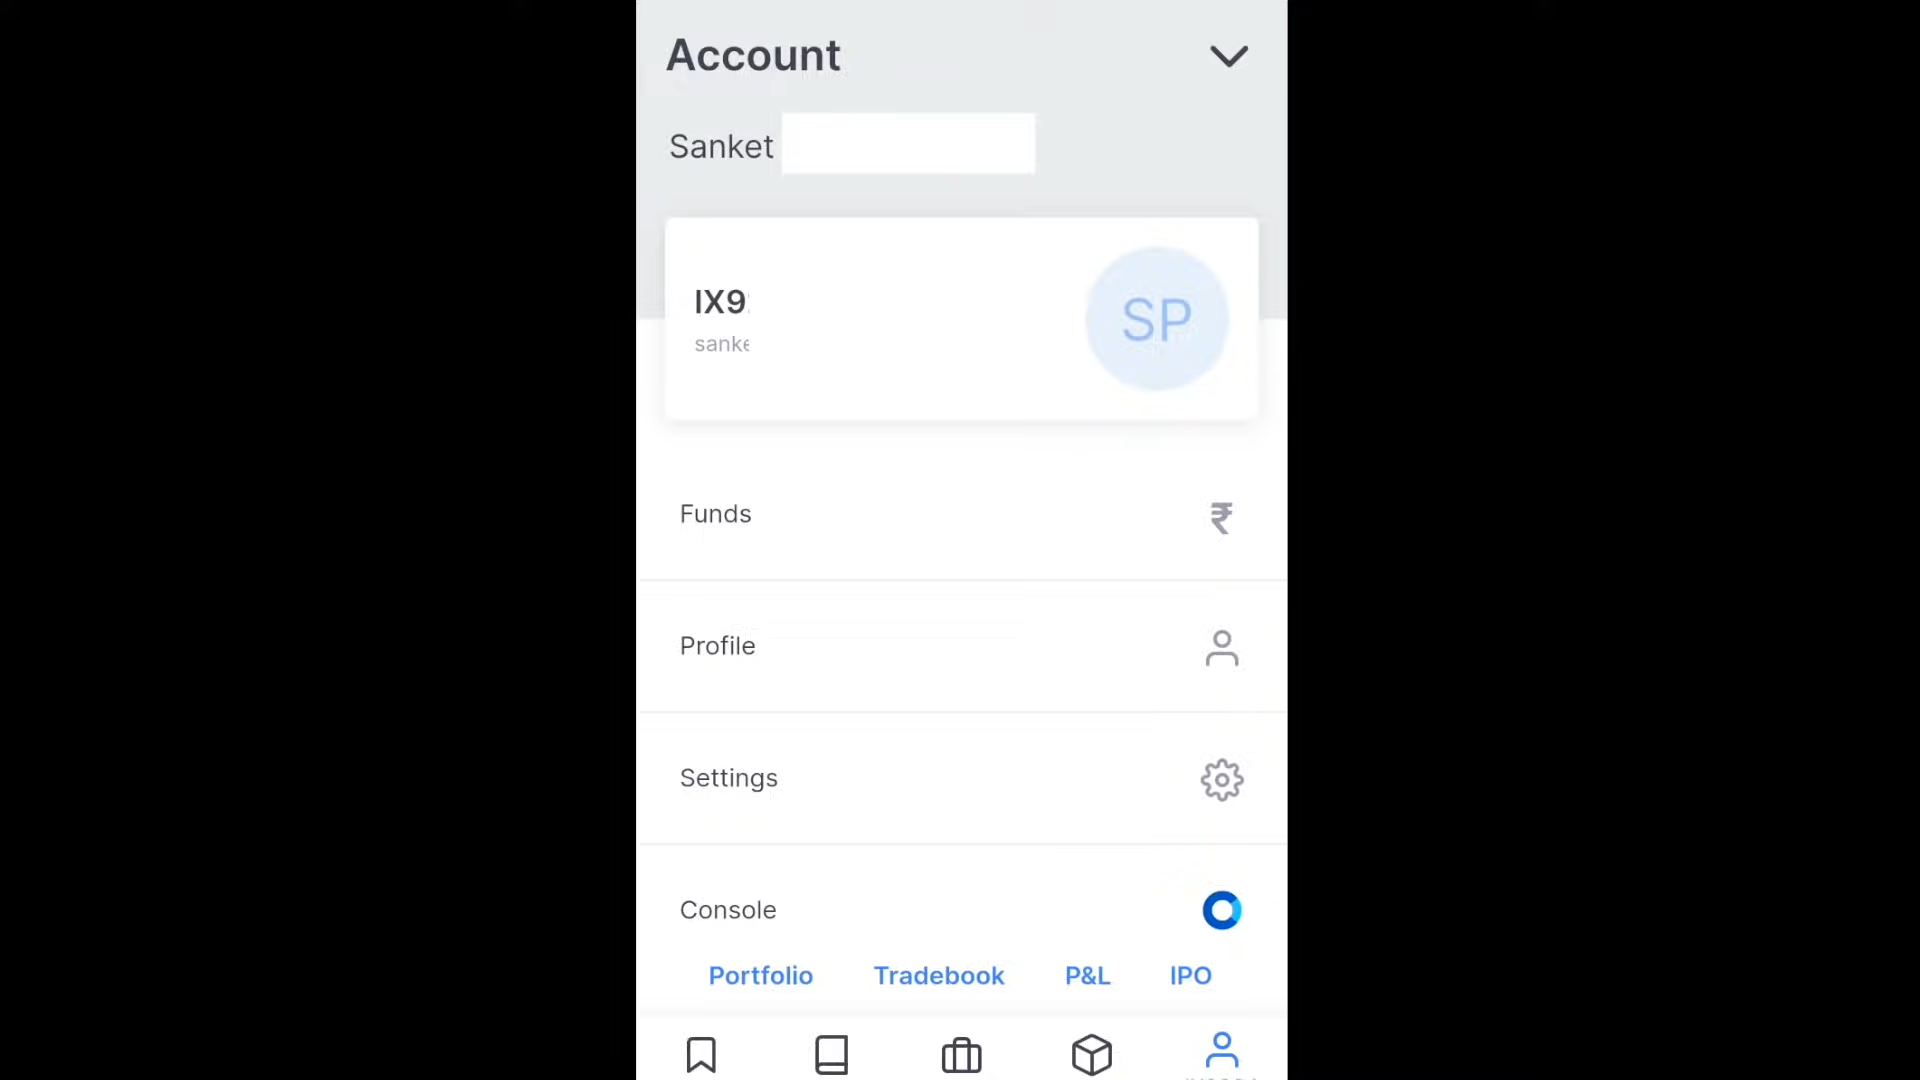 Account
Sanket
IX9
sanke
SP
Funds
₹
Profile
Settings
Console
Portfolio Tradebook P&L IPO